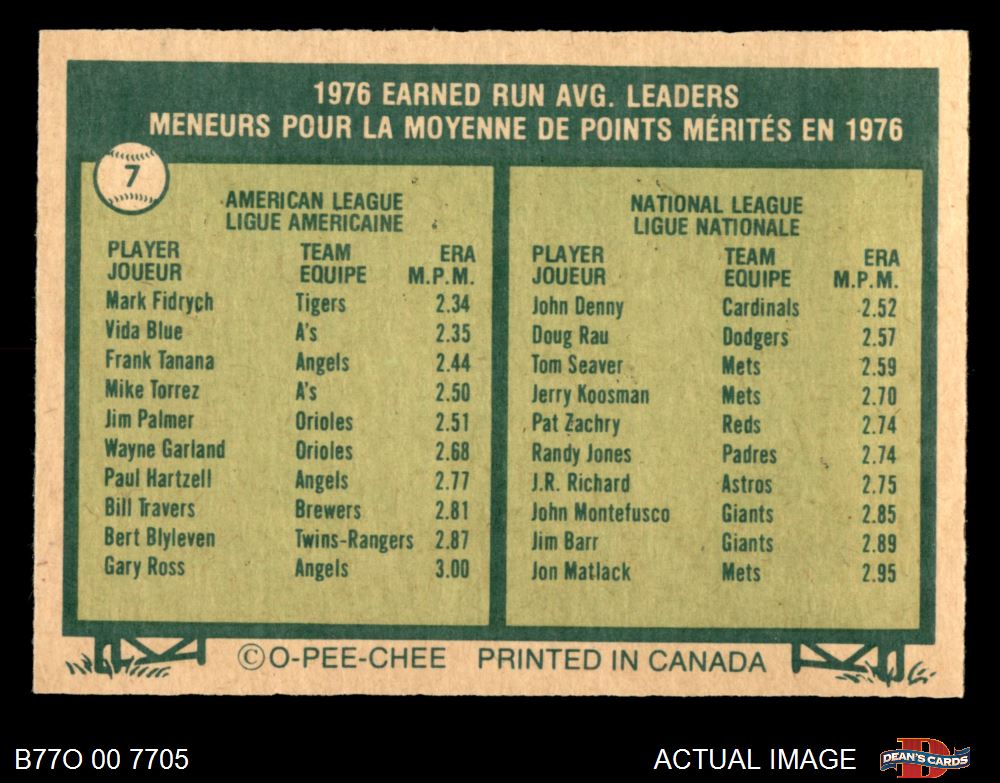 1976 EARNED RUN AVG. LEADERS
MENEURS POUR LA MOYENNE DE POINTS MÉRITÉS EN 1976
7
AMERICAN LEAGUE
LIGUE AMERICAINE
PLAYER TEAM ERA
JOUEUR EQUIPE M.P.M.
Mark Fidrych Tigers 2.34
Vida Blue A's 2.35
Frank Tanana Angels 2.44
Mike Torrez A's 2.50
Jim Palmer Orioles 2.51
Wayne Garland Orioles 2.68
Paul Hartzell Angels 2.77
Bill Travers Brewers 2.81
Bert Blyleven Twins-Rangers 2.87
Gary Ross Angels 3.00
NATIONAL LEAGUE
LIGUE NATIONALE
PLAYER TEAM ERA
JOUEUR EQUIPE M.P.M.
John Denny Cardinals 2.52
Doug Rau Dodgers 2.57
Tom Seaver Mets 2.59
Jerry Koosman Mets 2.70
Pat Zachry Reds 2.74
Randy Jones Padres 2.74
J.R. Richard Astros 2.75
John Montefusco Giants 2.85
Jim Barr Giants 2.89
Jon Matlack Mets 2.95
©O-PEE-CHEE PRINTED IN CANADA
B77O 00 7705
ACTUAL IMAGE
DEAN'S CARDS